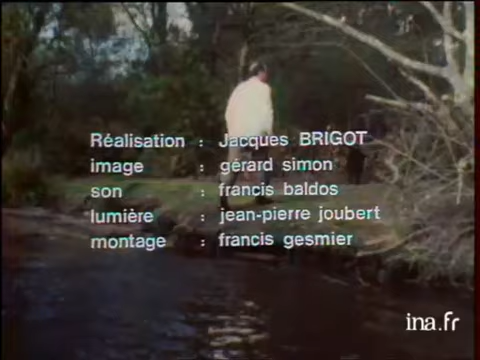 Réalisation : Jacques BRIGOT
image : gérard simon
son : francis baldos
lumière : jean-pierre joubert
montage : francis gesmier
ina.fr